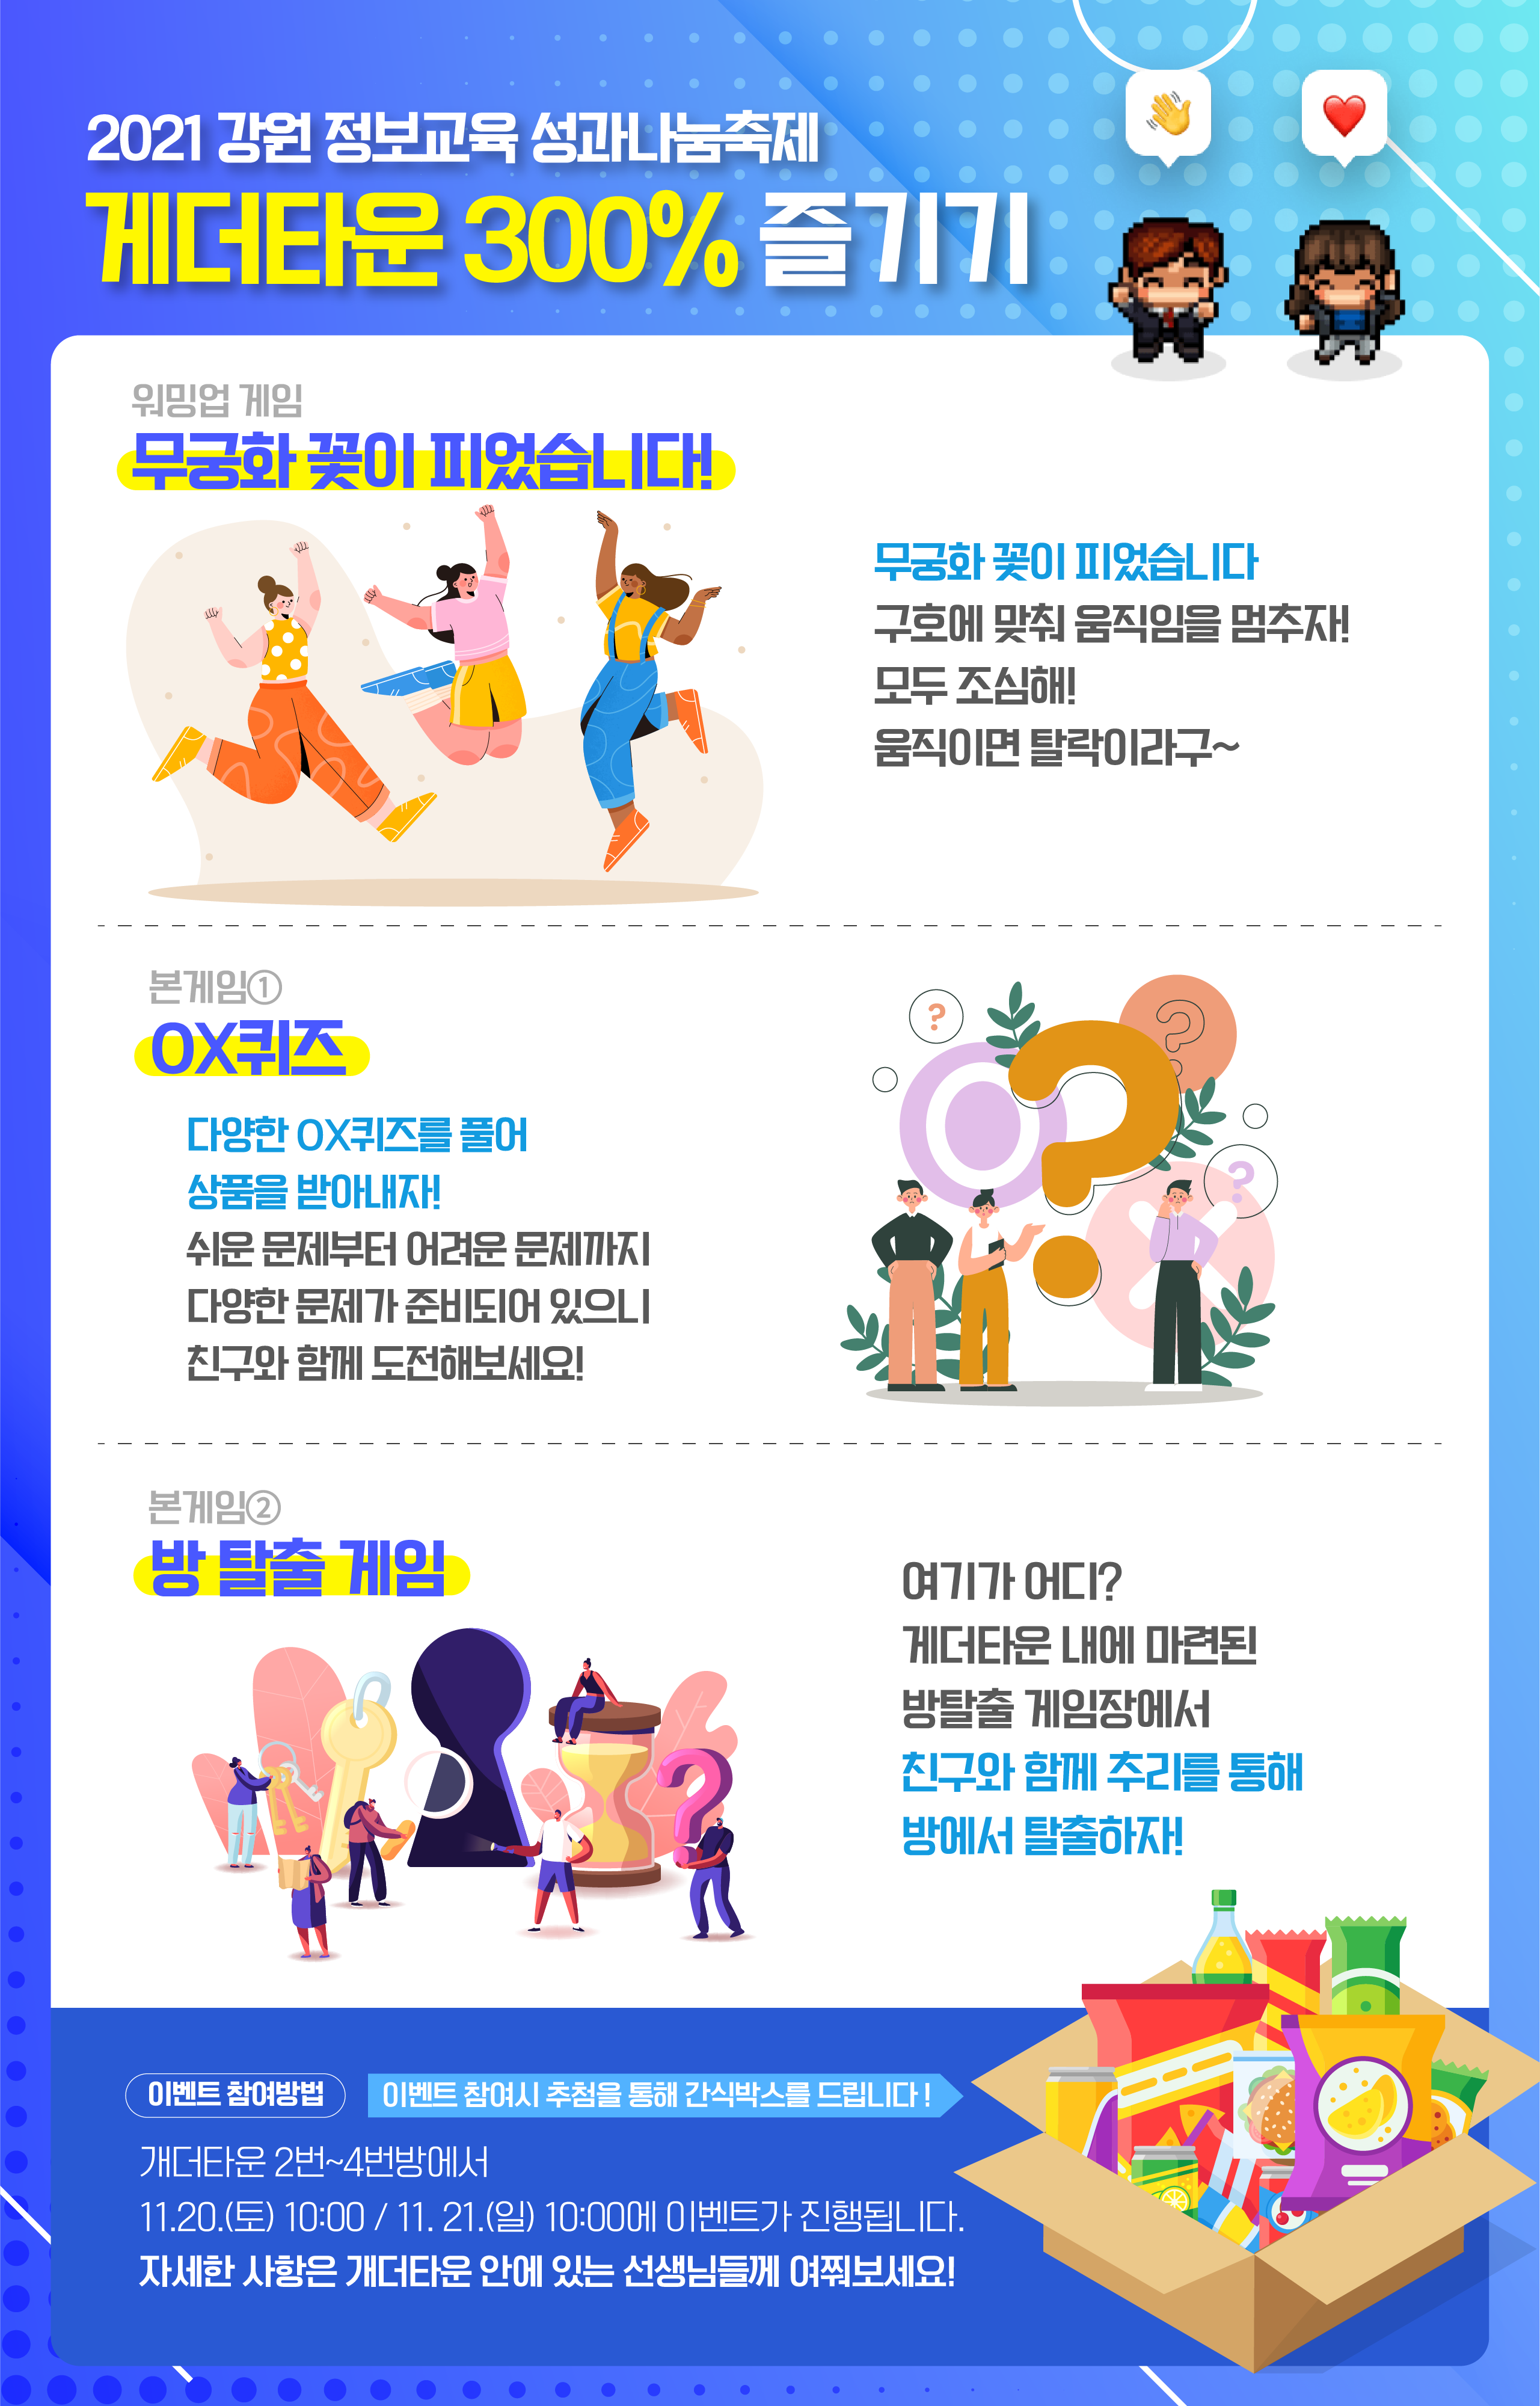 2021 강원 정보교육 성과나눔축제
게더타운 300% 즐기기
워밍업 게임
무궁화 꽃이 피었습니다!
무궁화 꽃이 피었습니다
구호에 맞춰 움직임을 멈추자!
모두 조심해!
움직이면 탈락이라구~
본게임①
OX퀴즈
다양한 OX퀴즈를 풀어
상품을 받아내자!
쉬운 문제부터 어려운 문제까지
다양한 문제가 준비되어 있으니
친구와 함께 도전해보세요!
본게임②
방 탈출 게임
여기가 어디?
게더타운 내에 마련된
방탈출 게임장에서
친구와 함께 추리를 통해
방에서 탈출하자!
이벤트 참여방법
이벤트 참여시 추첨을 통해 간식박스를 드립니다 !
개더타운 2번~4번방에서
11.20.(토) 10:00 / 11. 21.(일) 10:00에 이벤트가 진행됩니다.
자세한 사항은 개더타운 안에 있는 선생님들께 여쭤보세요!